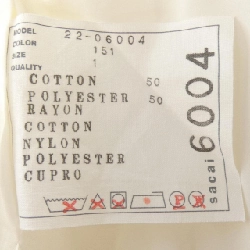 MODEL 22-06004
COLOR 151
SIZE 1
QUALITY
COTTON 50
POLYESTER 50
RAYON
COTTON
NYLON
POLYESTER
CUPRO
sacai 6004